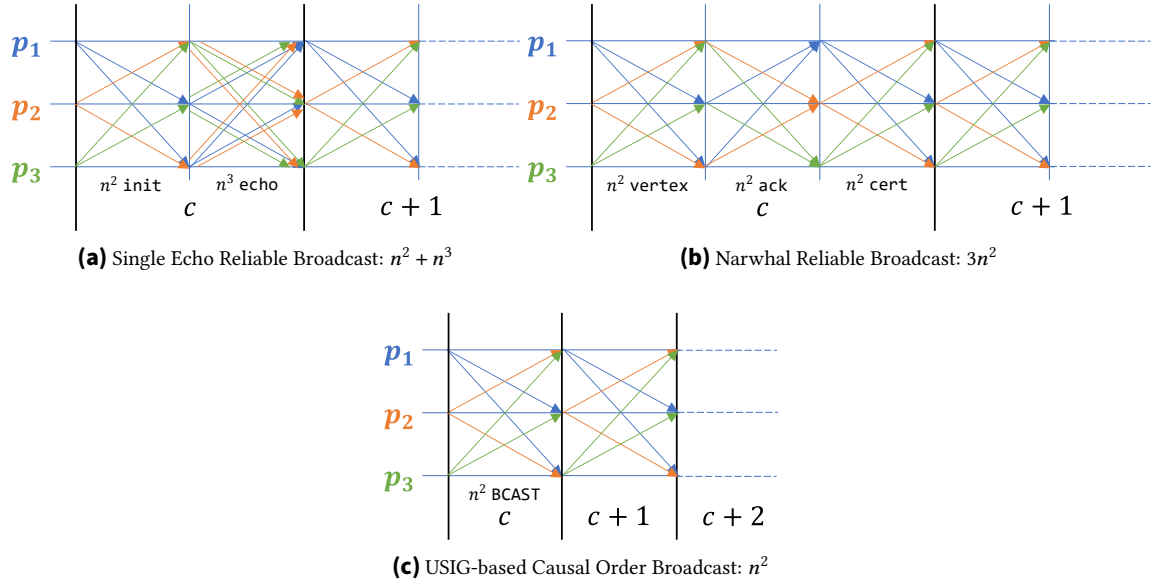 p₁
p₂
p₃
n² init
n³ echo
c
c + 1
(a) Single Echo Reliable Broadcast: n² + n³
p₁
p₂
p₃
n² vertex
n² ack
n² cert
c
c + 1
(b) Narwhal Reliable Broadcast: 3n²
p₁
p₂
p₃
n² BCAST
c
c + 1
c + 2
(c) USIG-based Causal Order Broadcast: n²